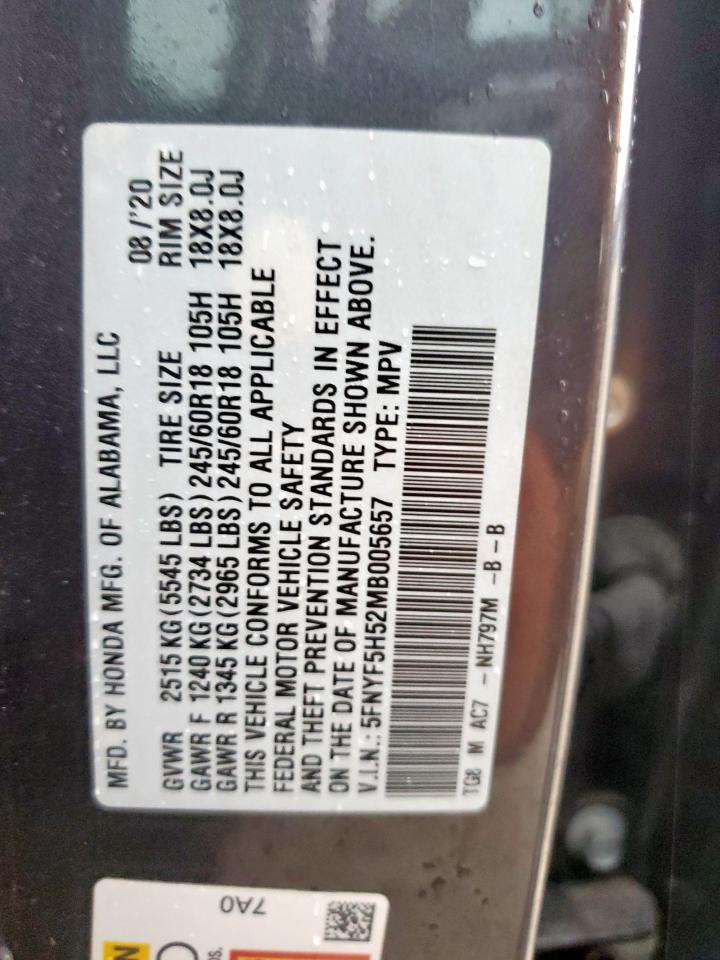 MFD. BY HONDA MFG. OF ALABAMA, LLC
08/'20
GVWR 2515 KG (5545 LBS) TIRE SIZE RIM SIZE
GAWR F 1240 KG (2734 LBS) 245/60R18 105H 18X8.0J
GAWR R 1345 KG (2965 LBS) 245/60R18 105H 18X8.0J
THIS VEHICLE CONFORMS TO ALL APPLICABLE
FEDERAL MOTOR VEHICLE SAFETY
AND THEFT PREVENTION STANDARDS IN EFFECT
ON THE DATE OF MANUFACTURE SHOWN ABOVE.
V.I.N.: 5FNYF5H52MB005657 TYPE: MPV
TG8 M AC7 -NH797M -B-B
7A0